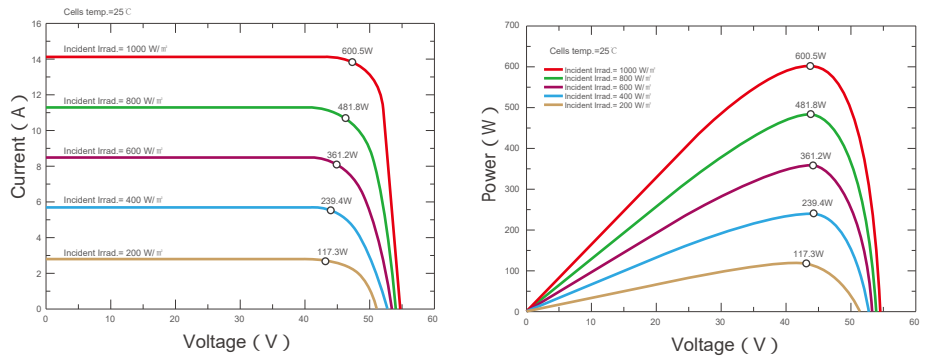 Cells temp.=25℃
16
14
12
10
8
6
4
2
0
Current ( A )
Incident Irrad.= 1000 W/㎡
600.5W
Incident Irrad.= 800 W/㎡
481.8W
Incident Irrad.= 600 W/㎡
361.2W
Incident Irrad.= 400 W/㎡
239.4W
Incident Irrad.= 200 W/㎡
117.3W
0 10 20 30 40 50 60
Voltage ( V )
700
600
500
400
300
200
100
0
Power ( W )
Cells temp.=25℃
Incident Irrad.= 1000 W/㎡
Incident Irrad.= 800 W/㎡
Incident Irrad.= 600 W/㎡
Incident Irrad.= 400 W/㎡
Incident Irrad.= 200 W/㎡
600.5W
481.8W
361.2W
239.4W
117.3W
0 10 20 30 40 50 60
Voltage ( V )